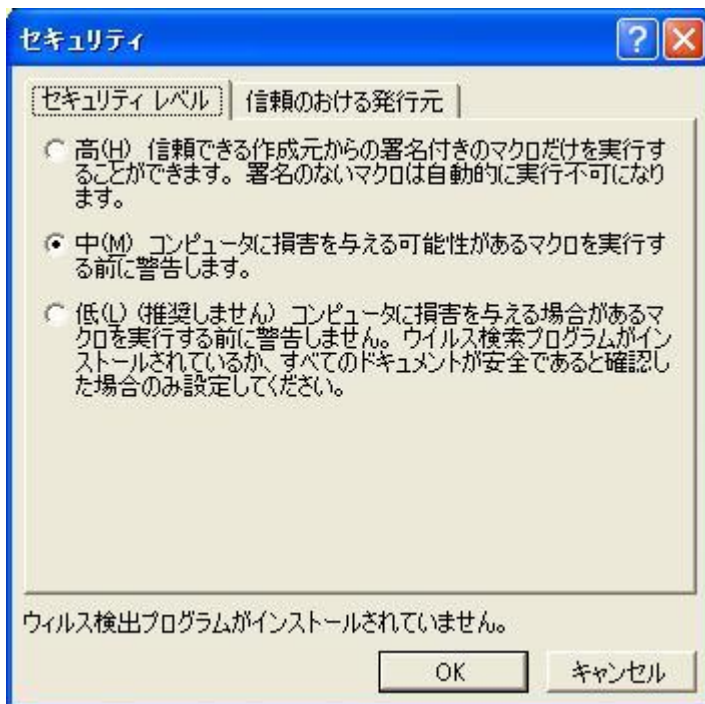 セキュリティ
セキュリティ レベル 信頼のおける発行元
高(H) 信頼できる作成元からの署名付きのマクロだけを実行す
ることができます。署名のないマクロは自動的に実行不可になり
ます。
中(M) コンピュータに損害を与える可能性があるマクロを実行す
る前に警告します。
低(L) (推奨しません) コンピュータに損害を与える場合があるマ
クロを実行する前に警告しません。ウイルス検索プログラムがイン
ストールされているか、すべてのドキュメントが安全であると確認し
た場合のみ設定してください。
ウィルス検出プログラムがインストールされていません。
OK キャンセル